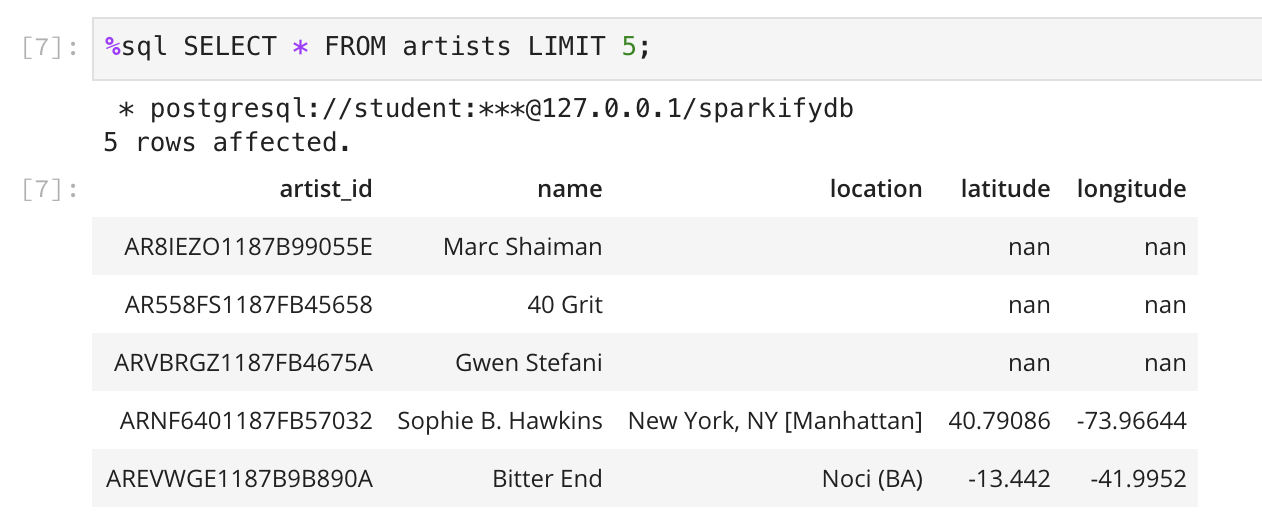 [7]: %sql SELECT * FROM artists LIMIT 5;
* postgresql://student:***@127.0.0.1/sparkifydb
5 rows affected.
[7]: artist_id name location latitude longitude
AR8IEZO1187B99055E Marc Shaiman nan nan
AR558FS1187FB45658 40 Grit nan nan
ARVBRGZ1187FB4675A Gwen Stefani nan nan
ARNF6401187FB57032 Sophie B. Hawkins New York, NY [Manhattan] 40.79086 -73.96644
AREVWGE1187B9B890A Bitter End Noci (BA) -13.442 -41.9952